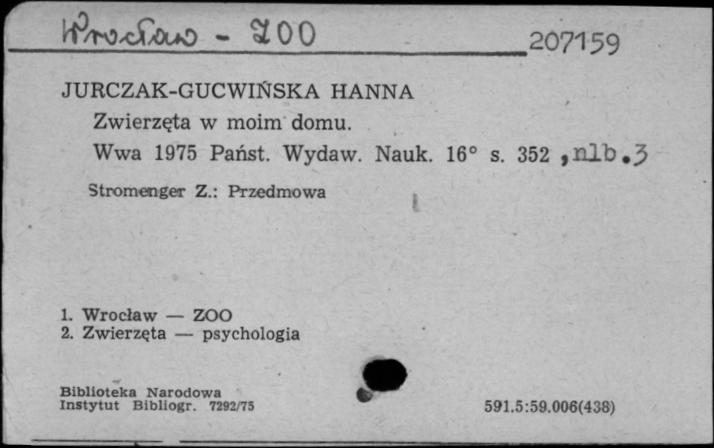 Wrocław - ZOO
207159
JURCZAK-GUCWIŃSKA HANNA
Zwierzęta w moim domu.
Wwa 1975 Państ. Wydaw. Nauk. 16° s. 352 ,nlb.3
Stromenger Z.: Przedmowa
1. Wrocław — ZOO
2. Zwierzęta — psychologia
Biblioteka Narodowa
Instytut Bibliogr. 7292/75
591.5:59.006(438)